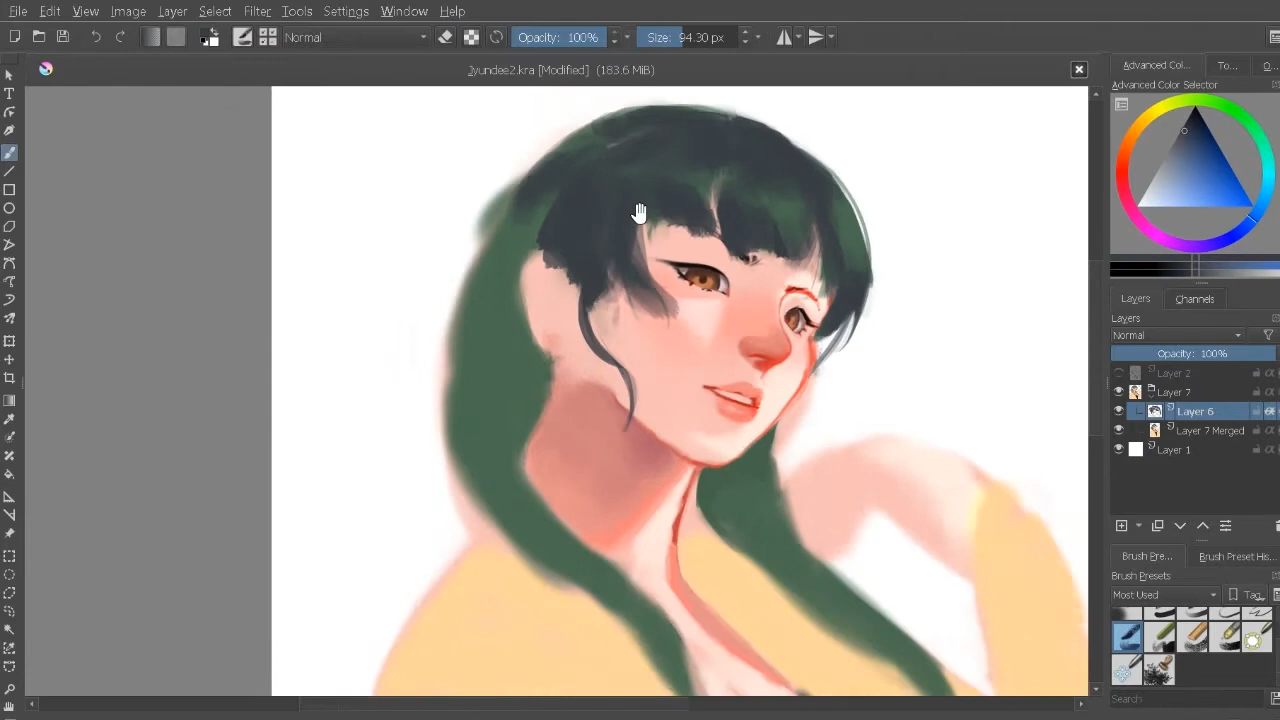 File Edit View Image Layer Select Filter Tools Settings Window Help
Normal Opacity: 100% Size: 94.30 px
Jyundee2.kra [Modified] (183.6 MiB)
Advanced Col... To... O...
Advanced Color Selector
Layers Channels
Layers
Normal
Opacity: 100%
Layer 2
Layer 7
Layer 6
Layer 7 Merged
Layer 1
Brush Pre... Brush Preset His...
Brush Presets
Most Used Tag
Search